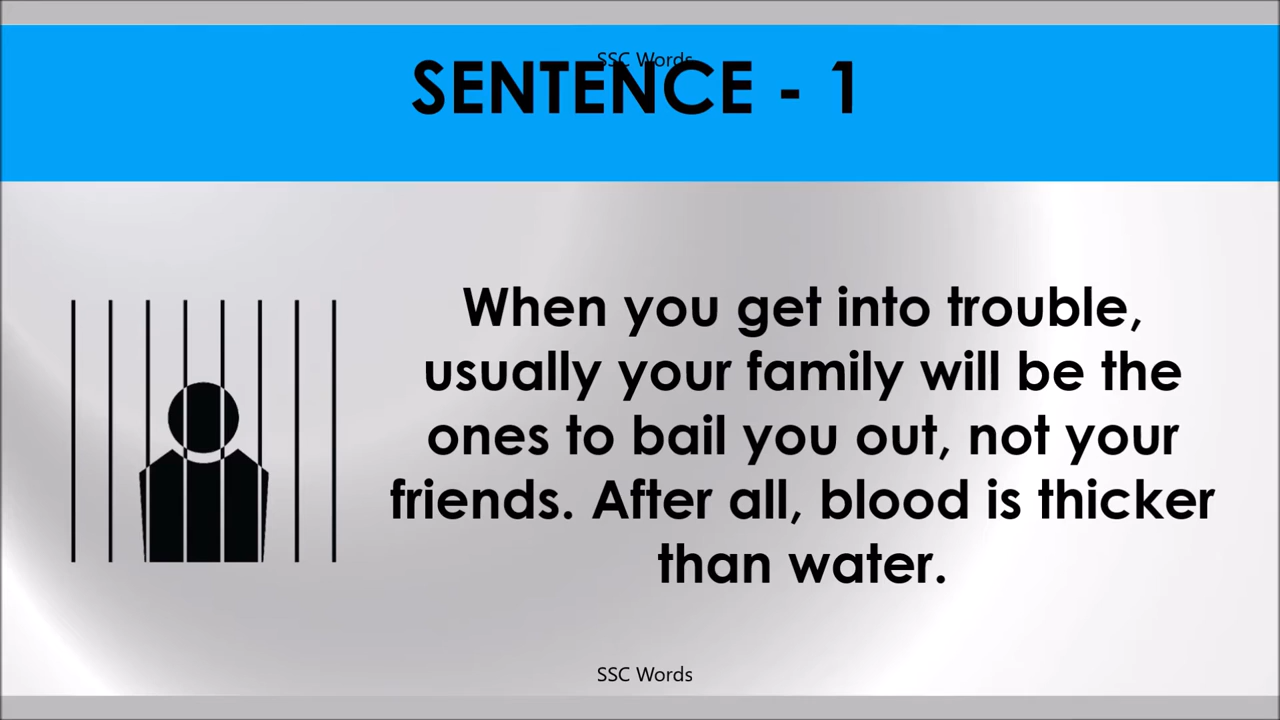 SSC Words
SENTENCE - 1
When you get into trouble,
usually your family will be the
ones to bail you out, not your
friends. After all, blood is thicker
than water.
SSC Words